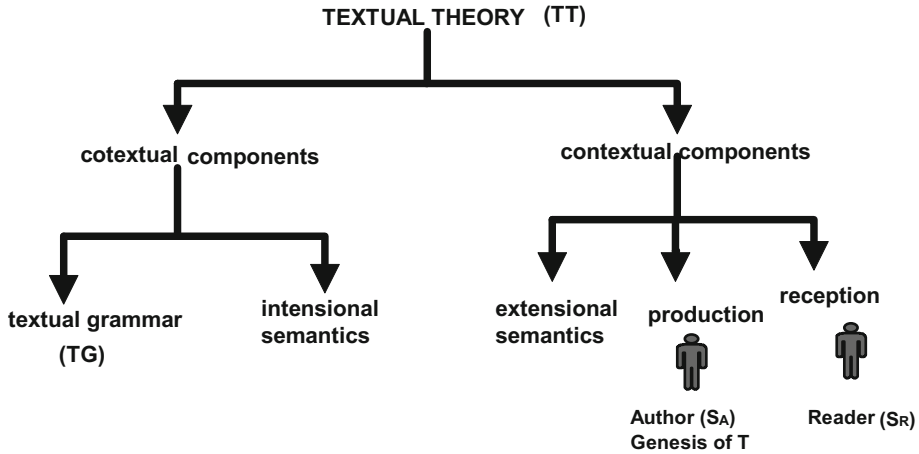 TEXTUAL THEORY (TT)
cotextual components
contextual components
textual grammar
(TG)
intensional
semantics
extensional
semantics
production
reception
Author (SA)
Genesis of T
Reader (SR)